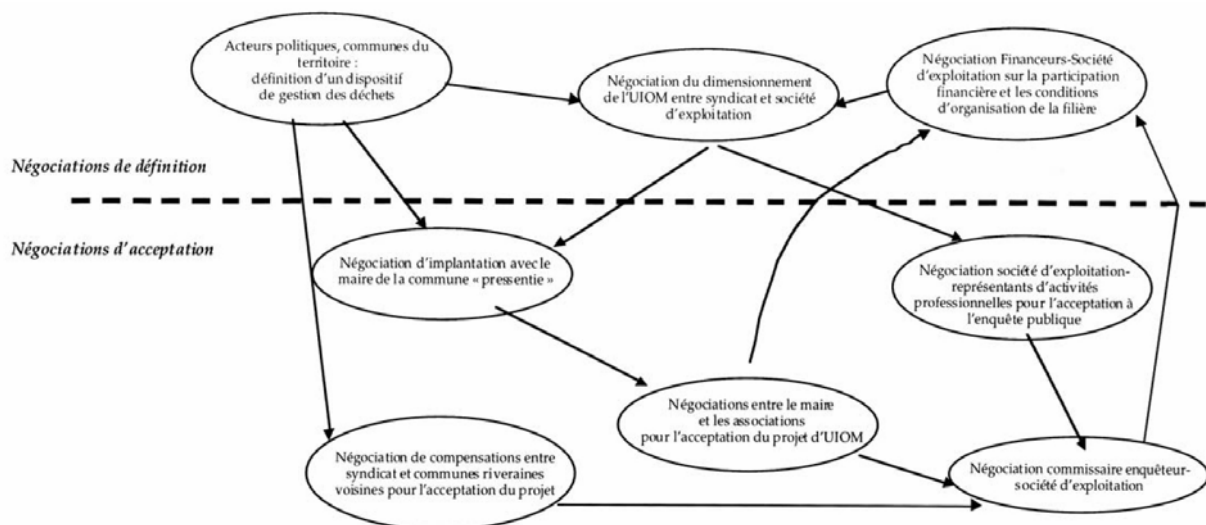 Acteurs politiques, communes du
territoire :
définition d'un dispositif
de gestion des déchets
Négociation du dimensionnement
de l'UIOM entre syndicat et société
d'exploitation
Négociation Financeurs-Société
d'exploitation sur la participation
financière et les conditions
d'organisation de la filière
Négociations de définition
Négociations d'acceptation
Négociation d'implantation avec le
maire de la commune « pressentie »
Négociation société d'exploitation-
représentants d'activités
professionnelles pour l'acceptation à
l'enquête publique
Négociations entre le maire
et les associations
pour l'acceptation du projet d'UIOM
Négociation de compensations entre
syndicat et communes riveraines
voisines pour l'acceptation du projet
Négociation commissaire enquêteur-
société d'exploitation